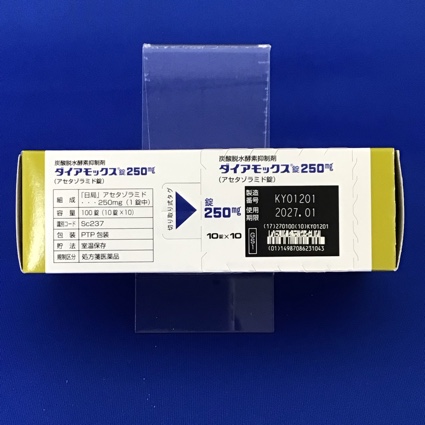 炭酸脱水酵素抑制剤
ダイアモックス錠250mg
(アセタゾラミド錠)
組成 「日局」アセタゾラミド
・・・250mg(1錠中)
容量 100錠(10錠×10)
識別コード Sc237
包装 PTP包装
貯法 室温保存
規制区分 処方箋医薬品
切り取り式タグ
炭酸脱水酵素抑制剤
ダイアモックス錠250mg
(アセタゾラミド錠)
錠
250mg
10錠×10
製造番号 KY01201
使用期限 2027.01
GS1
(17)270100(10)KY01201
(01)14987086231043